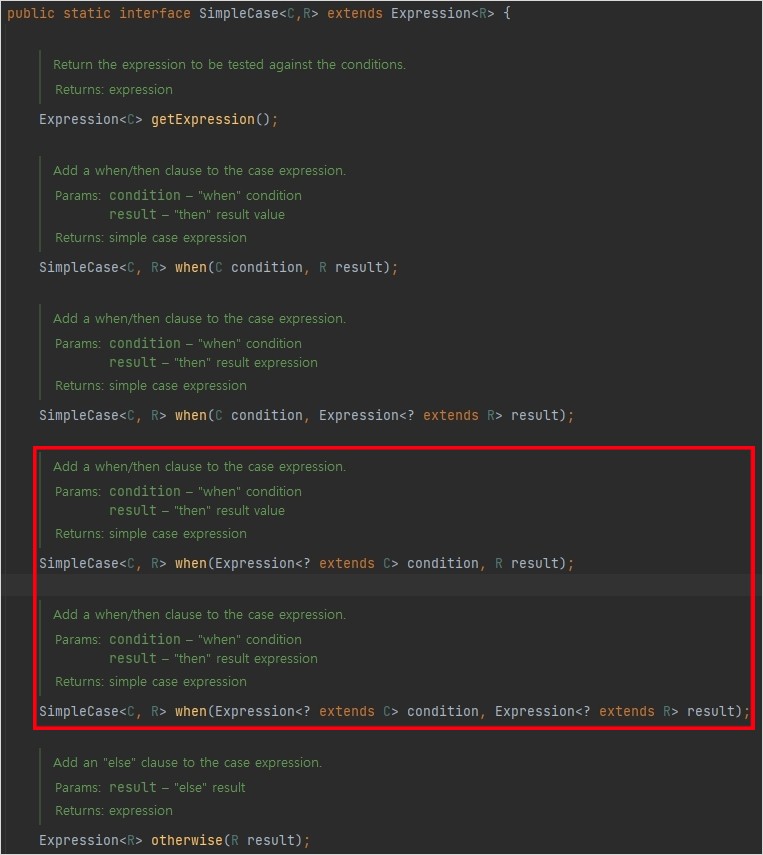 public static interface SimpleCase<C,R> extends Expression<R> {
Return the expression to be tested against the conditions.
Returns: expression
Expression<C> getExpression();
Add a when/then clause to the case expression.
Params: condition – "when" condition
result – "then" result value
Returns: simple case expression
SimpleCase<C, R> when(C condition, R result);
Add a when/then clause to the case expression.
Params: condition – "when" condition
result – "then" result expression
Returns: simple case expression
SimpleCase<C, R> when(C condition, Expression<? extends R> result);
Add a when/then clause to the case expression.
Params: condition – "when" condition
result – "then" result value
Returns: simple case expression
SimpleCase<C, R> when(Expression<? extends C> condition, R result);
Add a when/then clause to the case expression.
Params: condition – "when" condition
result – "then" result expression
Returns: simple case expression
SimpleCase<C, R> when(Expression<? extends C> condition, Expression<? extends R> result);
Add an "else" clause to the case expression.
Params: result – "else" result
Returns: expression
Expression<R> otherwise(R result);